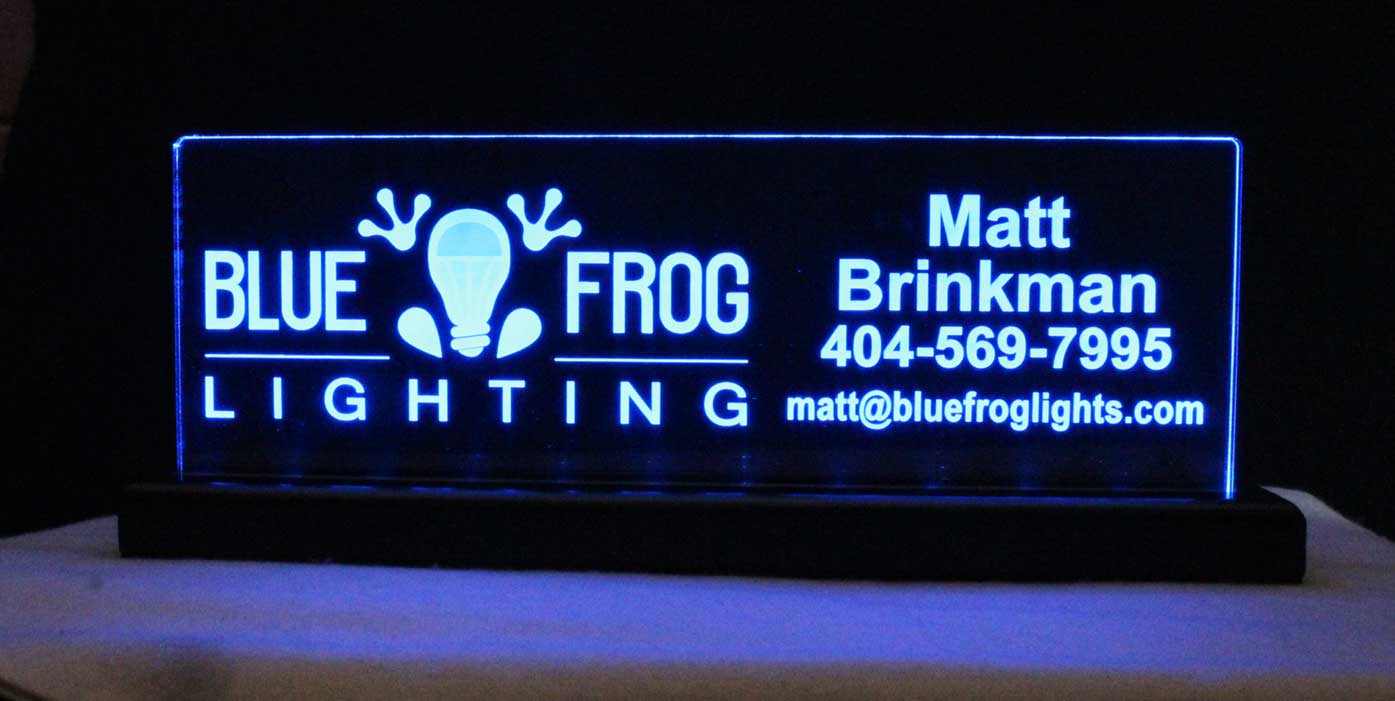 BLUE FROG
LIGHTING
Matt
Brinkman
404-569-7995
matt@bluefroglights.com